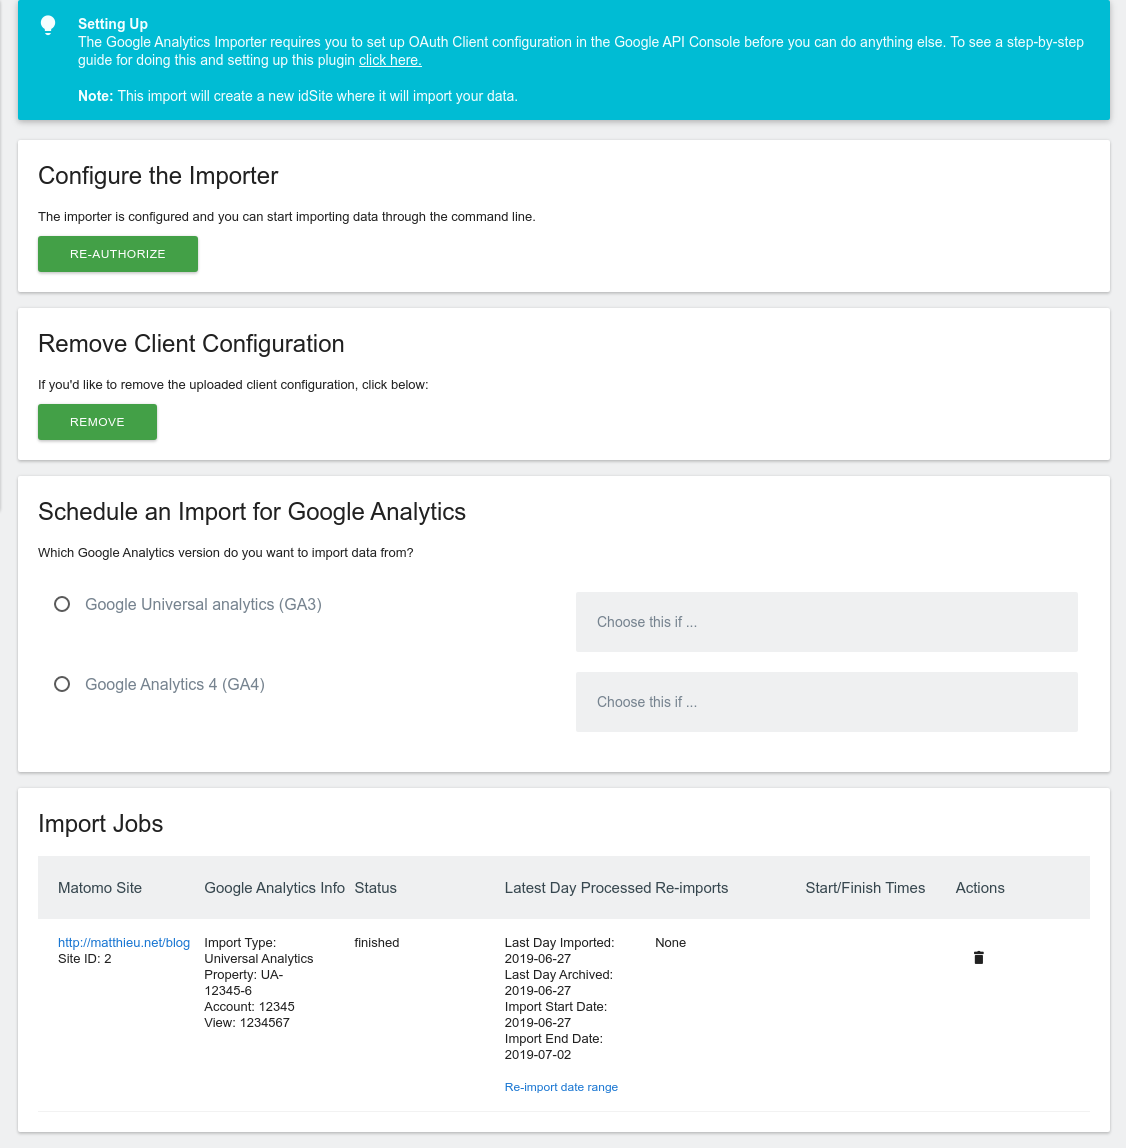 Setting Up
The Google Analytics Importer requires you to set up OAuth Client configuration in the Google API Console before you can do anything else. To see a step-by-step
guide for doing this and setting up this plugin click here.
Note: This import will create a new idSite where it will import your data.
Configure the Importer
The importer is configured and you can start importing data through the command line.
RE-AUTHORIZE
Remove Client Configuration
If you'd like to remove the uploaded client configuration, click below:
REMOVE
Schedule an Import for Google Analytics
Which Google Analytics version do you want to import data from?
Google Universal analytics (GA3)
Choose this if ...
Google Analytics 4 (GA4)
Choose this if ...
Import Jobs
Matomo Site Google Analytics Info Status Latest Day Processed Re-imports Start/Finish Times Actions
http://matthieu.net/blog
Site ID: 2
Import Type:
Universal Analytics
Property: UA-
12345-6
Account: 12345
View: 1234567
finished
Last Day Imported:
2019-06-27
Last Day Archived:
2019-06-27
Import Start Date:
2019-06-27
Import End Date:
2019-07-02
Re-import date range
None